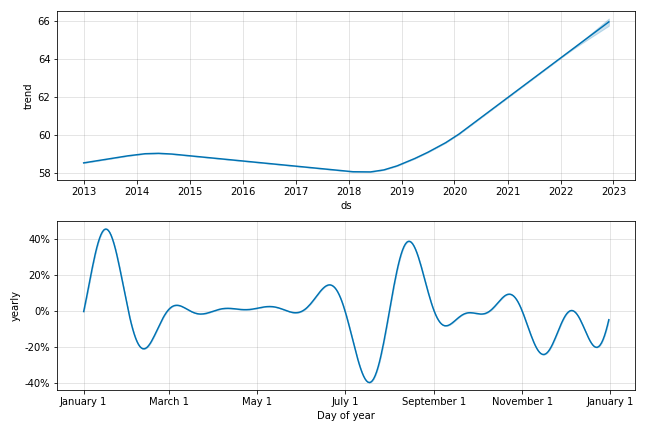 66
64
62
60
58
trend
2013 2014 2015 2016 2017 2018 2019 2020 2021 2022 2023
ds
40%
20%
0%
-20%
-40%
yearly
January 1 March 1 May 1 July 1 September 1 November 1 January 1
Day of year